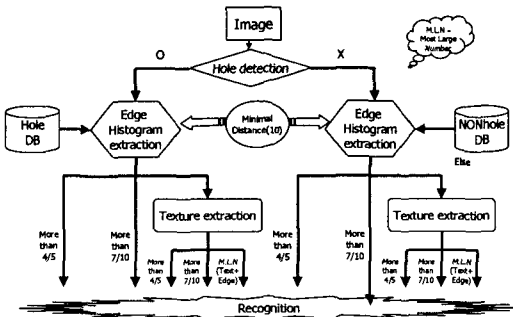 Image
M.L.N -
Most Large
Number
O
X
Hole detection
Hole
DB
Edge
Histogram
extraction
Minimal
Distance(10)
Edge
Histogram
extraction
NONhole
DB
Else
Texture extraction
Texture extraction
More
than
4/5
More
than
7/10
More
than
4/5
More
than
7/10
M.L.N
(Text+
Edge)
More
than
4/5
More
than
7/10
More
than
4/5
More
than
7/10
M.L.N
(Text+
Edge)
Recognition